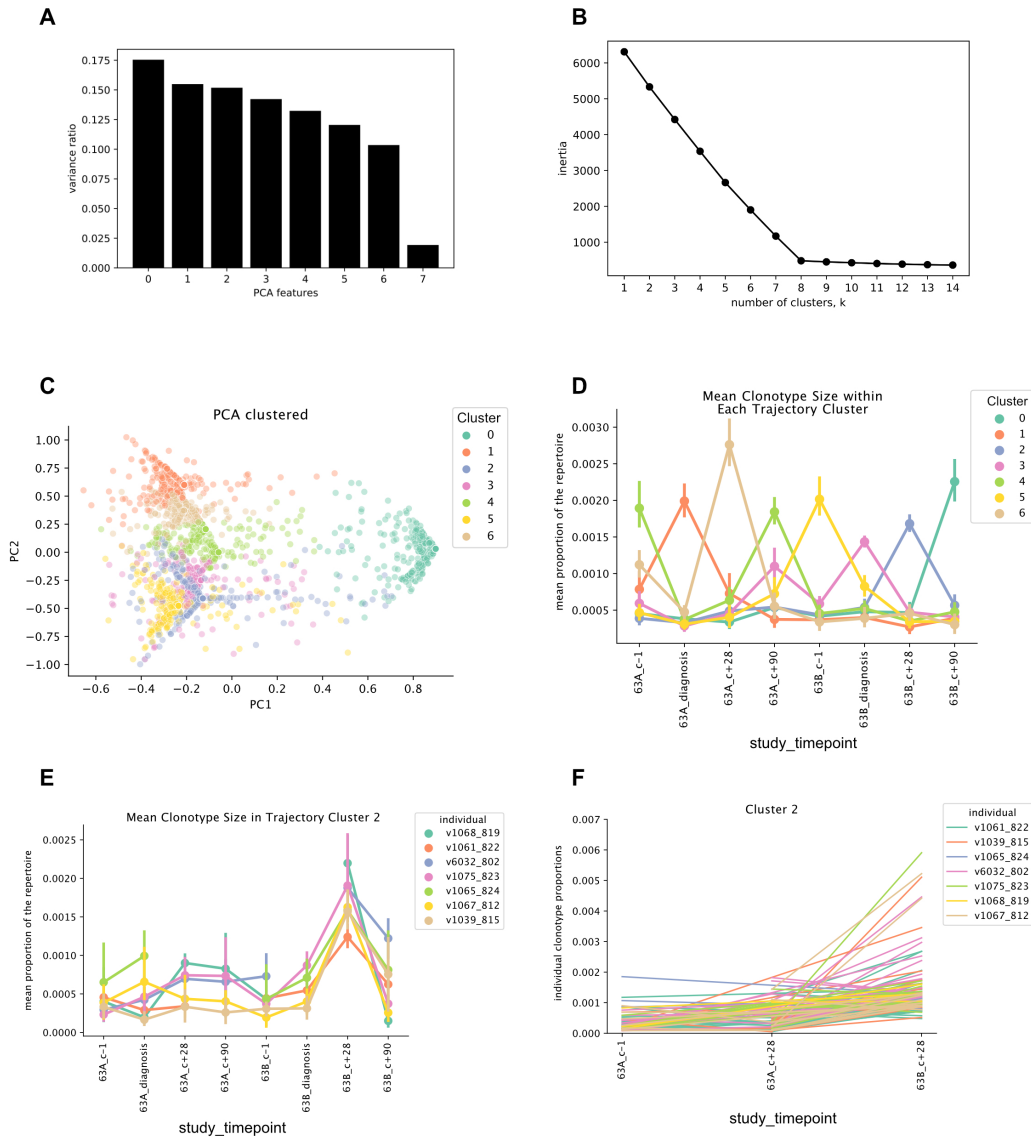 A
0.175
0.150
0.125
0.100
0.075
0.050
0.025
0.000
variance ratio
0 1 2 3 4 5 6 7
PCA features
B
6000
5000
4000
3000
2000
1000
inertia
1 2 3 4 5 6 7 8 9 10 11 12 13 14
number of clusters, k
C
PCA clustered
1.00
0.75
0.50
0.25
0.00
−0.25
−0.50
−0.75
−1.00
PC2
−0.6 −0.4 −0.2 0.0 0.2 0.4 0.6 0.8
PC1
Cluster
0
1
2
3
4
5
6
D
Mean Clonotype Size within
Each Trajectory Cluster
0.0030
0.0025
0.0020
0.0015
0.0010
0.0005
mean proportion of the repertoire
63A_c−1
63A_diagnosis
63A_c+28
63A_c+90
63B_c−1
63B_diagnosis
63B_c+28
63B_c+90
study_timepoint
Cluster
0
1
2
3
4
5
6
E
Mean Clonotype Size in Trajectory Cluster 2
0.0025
0.0020
0.0015
0.0010
0.0005
0.0000
mean proportion of the repertoire
63A_c−1
63A_diagnosis
63A_c+28
63A_c+90
63B_c−1
63B_diagnosis
63B_c+28
63B_c+90
study_timepoint
individual
v1068_819
v1061_822
v6032_802
v1075_823
v1065_824
v1067_812
v1039_815
F
Cluster 2
0.007
0.006
0.005
0.004
0.003
0.002
0.001
0.000
individual clonotype proportions
63A_c−1
63A_c+28
63B_c+28
study_timepoint
individual
v1061_822
v1039_815
v1065_824
v6032_802
v1075_823
v1068_819
v1067_812